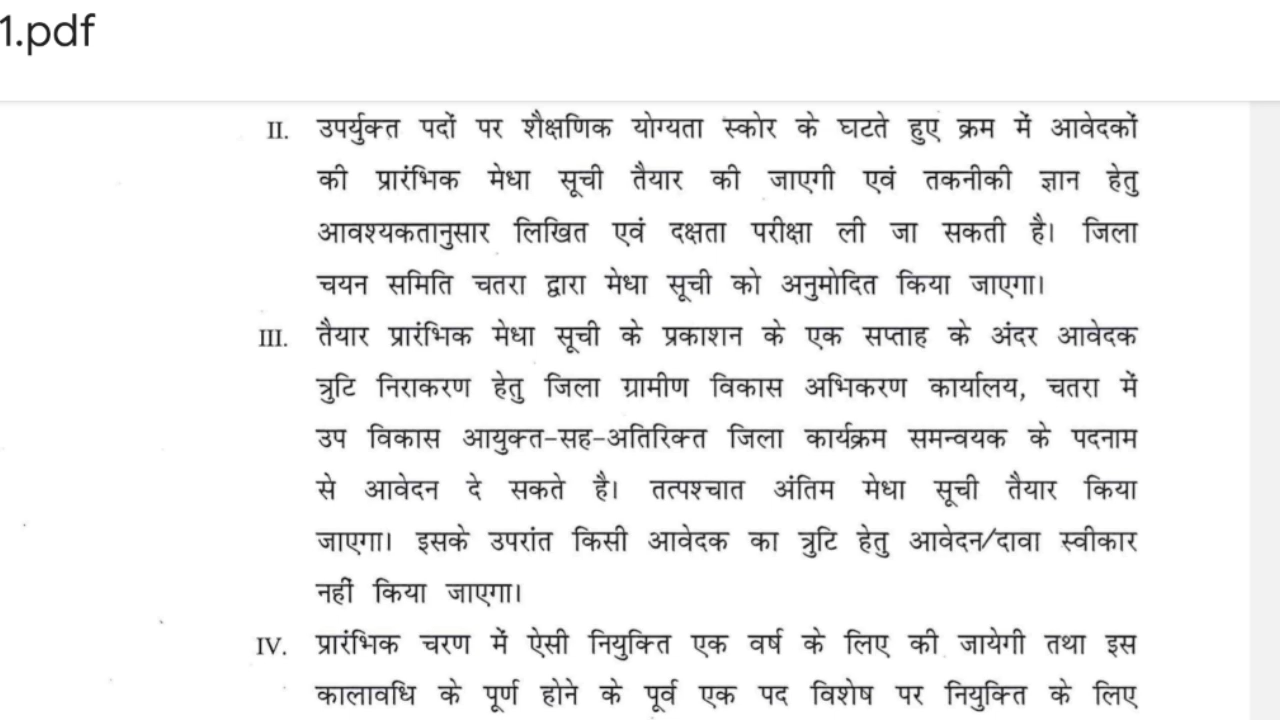 1.pdf
II. उपर्युक्त पदों पर शैक्षणिक योग्यता स्कोर के घटते हुए क्रम में आवेदकों
की प्रारंभिक मेधा सूची तैयार की जाएगी एवं तकनीकी ज्ञान हेतु
आवश्यकतानुसार लिखित एवं दक्षता परीक्षा ली जा सकती है। जिला
चयन समिति चतरा द्वारा मेधा सूची को अनुमोदित किया जाएगा।
III. तैयार प्रारंभिक मेधा सूची के प्रकाशन के एक सप्ताह के अंदर आवेदक
त्रुटि निराकरण हेतु जिला ग्रामीण विकास अभिकरण कार्यालय, चतरा में
उप विकास आयुक्त-सह-अतिरिक्त जिला कार्यक्रम समन्वयक के पदनाम
से आवेदन दे सकते है। तत्पश्चात अंतिम मेधा सूची तैयार किया
जाएगा। इसके उपरांत किसी आवेदक का त्रुटि हेतु आवेदन/दावा स्वीकार
नहीं किया जाएगा।
IV. प्रारंभिक चरण में ऐसी नियुक्ति एक वर्ष के लिए की जायेगी तथा इस
कालावधि के पूर्ण होने के पूर्व एक पद विशेष पर नियुक्ति के लिए